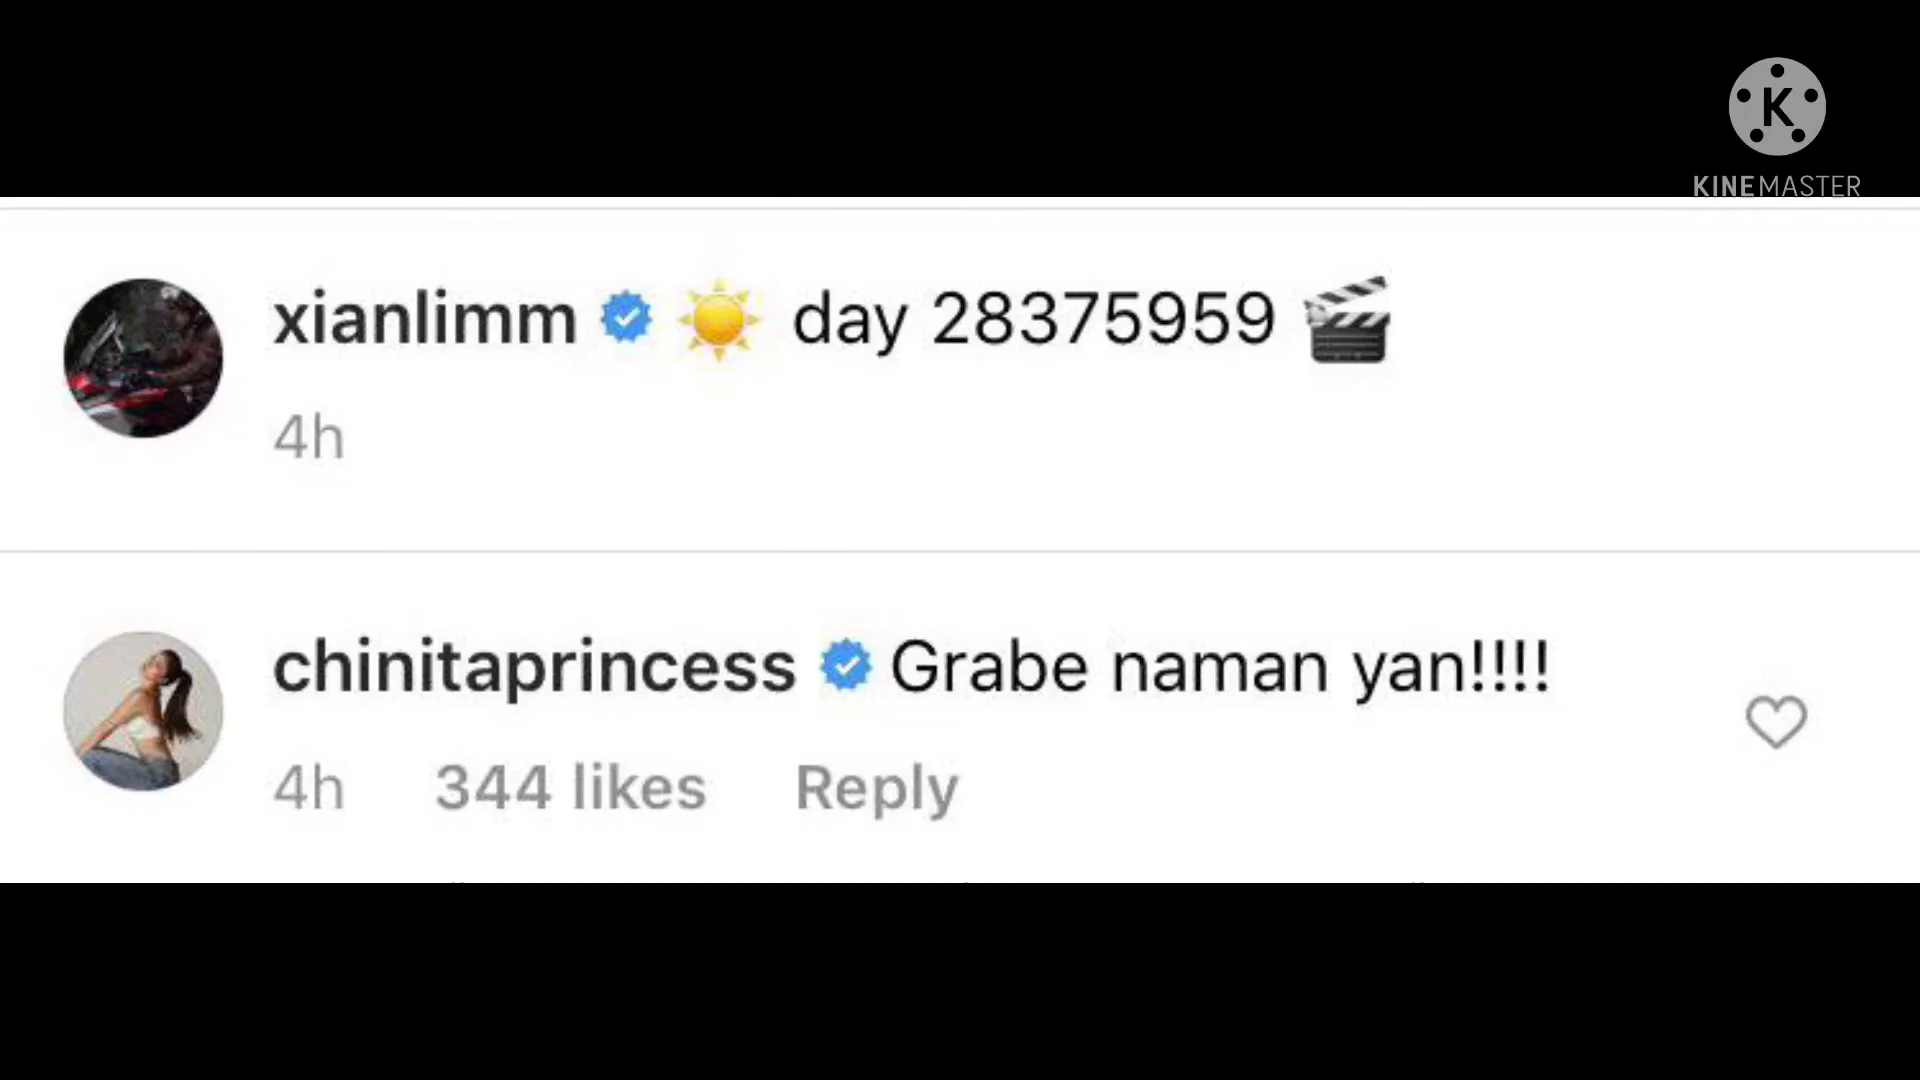 KINEMASTER
xianlimm ☀️ day 28375959 🎬
4h
chinitaprincess Grabe naman yan!!!!
4h 344 likes Reply